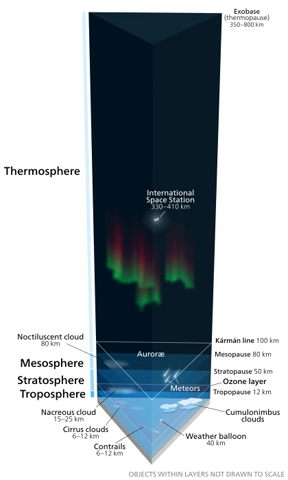 Exobase
(thermopause)
350–800 km
Thermosphere
International
Space Station
330–410 km
Noctilucent cloud
80 km
Kármán line 100 km
Auroræ
Mesopause 80 km
Mesosphere
Stratopause 50 km
Stratosphere
Ozone layer
Meteors
Troposphere
Tropopause 12 km
Nacreous cloud
15–25 km
Cumulonimbus
clouds
Cirrus clouds
6–12 km
Weather balloon
40 km
Contrails
6–12 km
OBJECTS WITHIN LAYERS NOT DRAWN TO SCALE